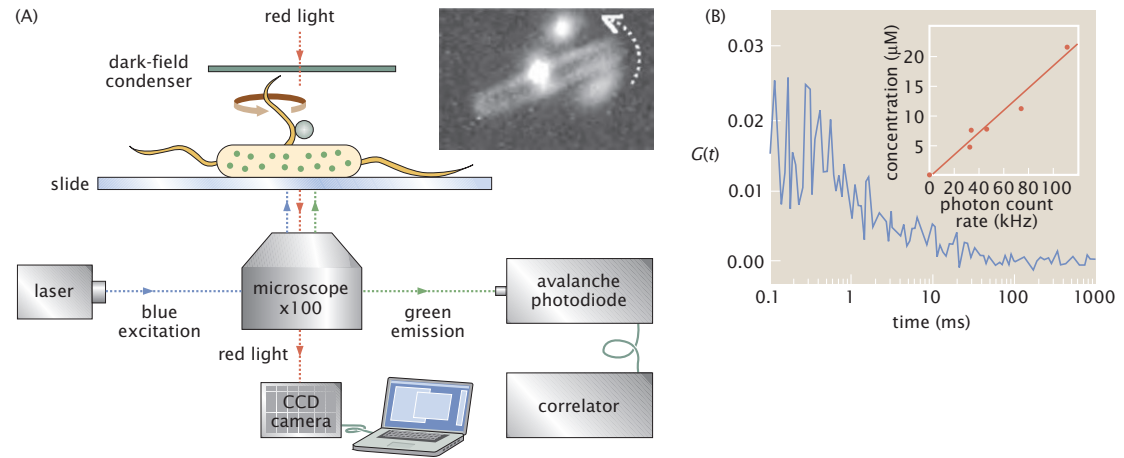 (A)
red light
dark-field
condenser
slide
laser
blue
excitation
microscope
x100
green
emission
avalanche
photodiode
red light
CCD
camera
correlator
(B)
G(t)
0.03
0.02
0.01
0.00
0.1
1
10
100
1000
time (ms)
concentration (μM)
20
15
10
5
0
20
40
60
80
100
photon count
rate (kHz)